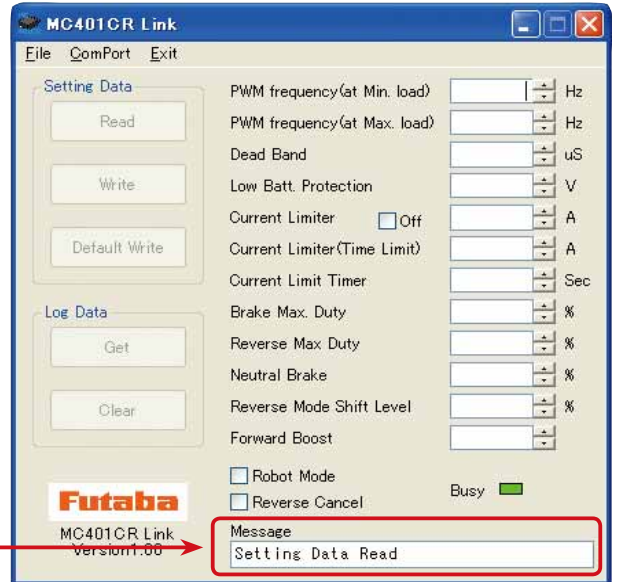 MC401CR Link
File ComPort Exit
Setting Data
Read
Write
Default Write
Log Data
Get
Clear
Futaba
MC401CR Link
Version1.00
PWM frequency(at Min. load) Hz
PWM frequency(at Max. load) Hz
Dead Band uS
Low Batt. Protection V
Current Limiter Off A
Current Limiter(Time Limit) A
Current Limit Timer Sec
Brake Max. Duty %
Reverse Max Duty %
Neutral Brake %
Reverse Mode Shift Level %
Forward Boost
Robot Mode
Reverse Cancel
Busy
Message
Setting Data Read